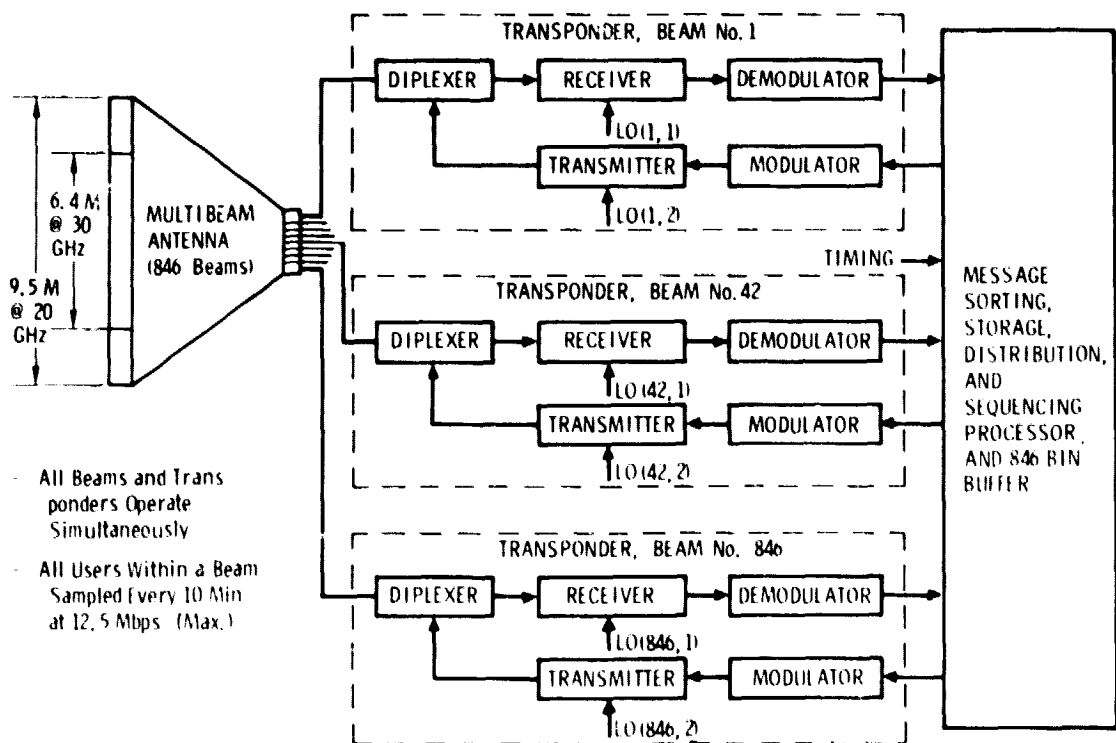 TRANSPONDER, BEAM No. 1
DIPLEXER
RECEIVER
DEMODULATOR
LO(1, 1)
TRANSMITTER
MODULATOR
LO(1, 2)
6.4 M
@ 30
GHz
9.5 M
@ 20
GHz
MULTIBEAM
ANTENNA
(846 Beams)
TIMING
TRANSPONDER, BEAM No. 42
DIPLEXER
RECEIVER
DEMODULATOR
LO(42, 1)
TRANSMITTER
MODULATOR
LO(42, 2)
MESSAGE
SORTING,
STORAGE,
DISTRIBUTION,
AND
SEQUENCING
PROCESSOR,
AND 846 BIN
BUFFER
- All Beams and Trans
ponders Operate
Simultaneously
- All Users Within a Beam
Sampled Every 10 Min
at 12.5 Mbps (Max.)
TRANSPONDER, BEAM No. 846
DIPLEXER
RECEIVER
DEMODULATOR
LO(846, 1)
TRANSMITTER
MODULATOR
LO(846, 2)